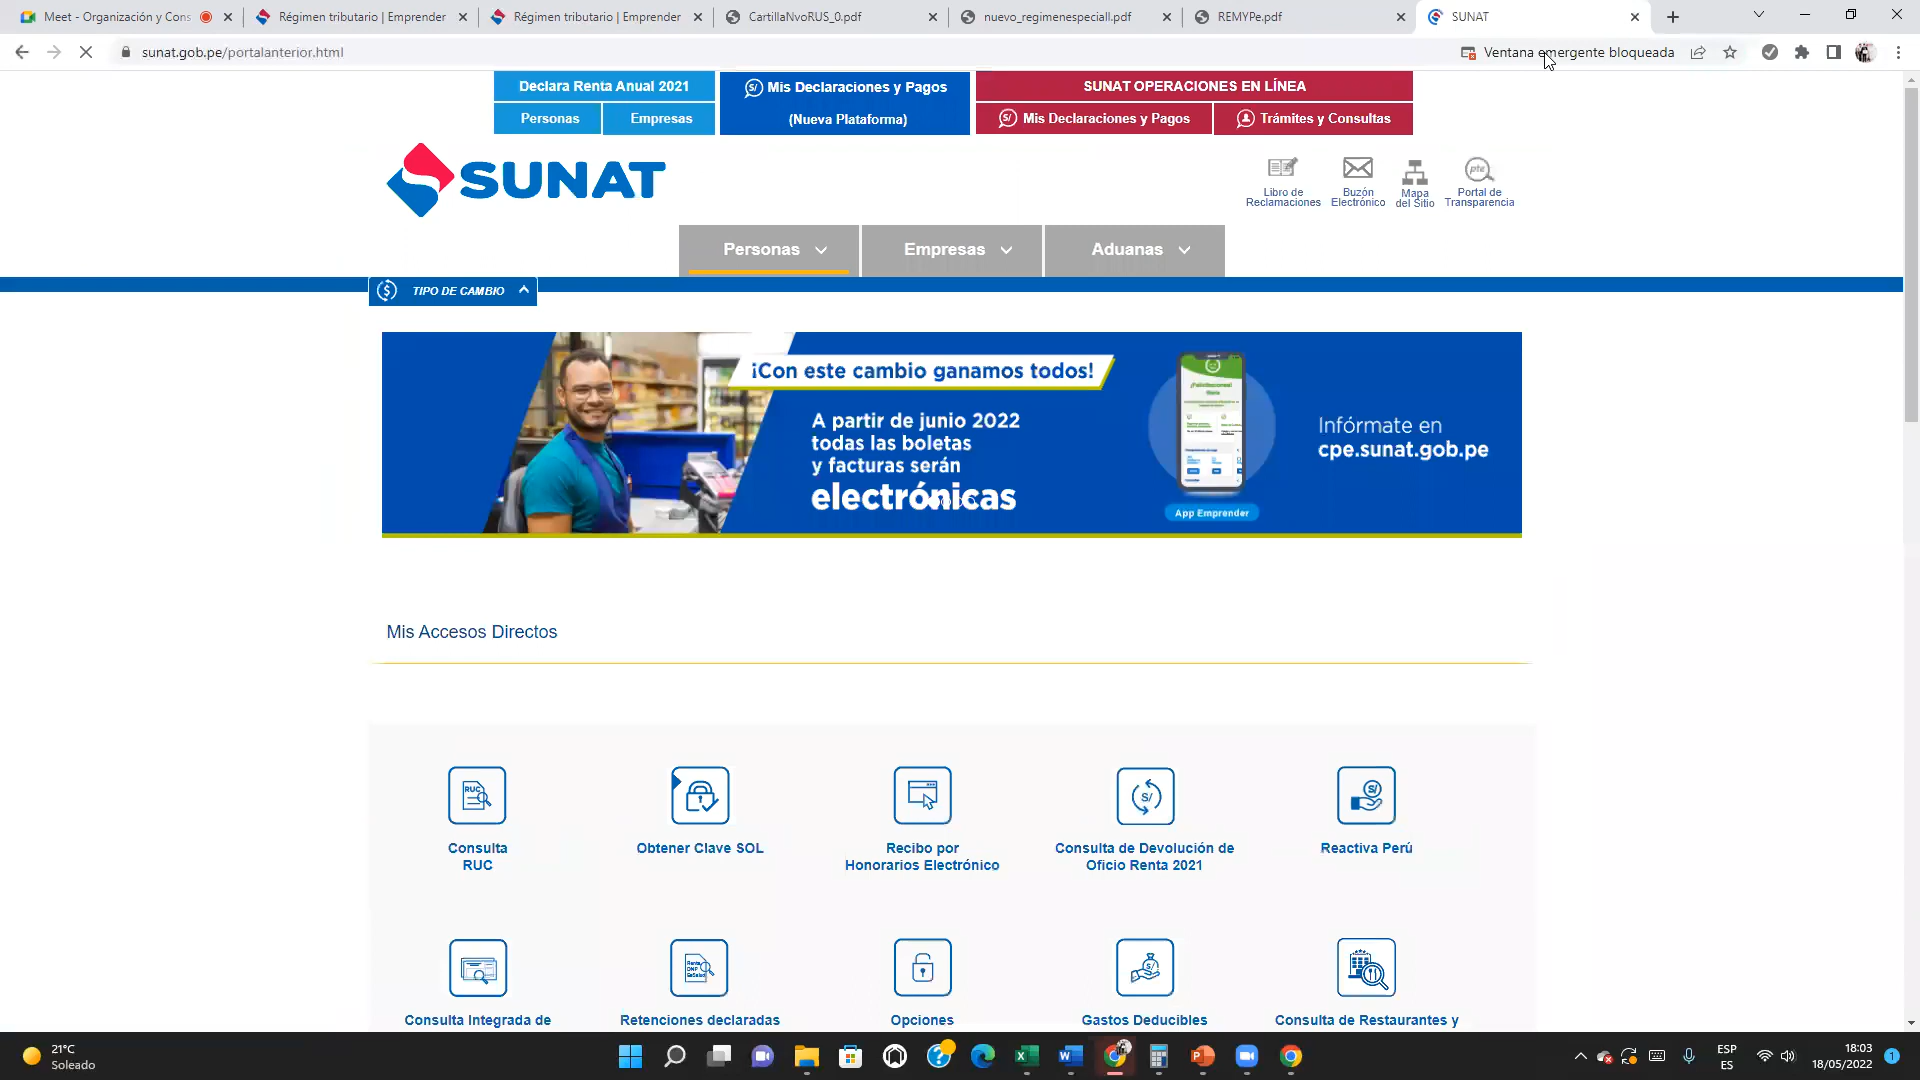 Meet - Organización y Cons
Régimen tributario | Emprender
Régimen tributario | Emprender
CartillaNvoRUS_0.pdf
nuevo_regimenespeciall.pdf
REMYPe.pdf
SUNAT
sunat.gob.pe/portalanterior.html
Ventana emergente bloqueada
Declara Renta Anual 2021
Personas
Empresas
Mis Declaraciones y Pagos
(Nueva Plataforma)
SUNAT OPERACIONES EN LÍNEA
Mis Declaraciones y Pagos
Trámites y Consultas
SUNAT
Libro de
Reclamaciones
Buzón
Electrónico
Mapa
del Sitio
pte
Portal de
Transparencia
Personas
Empresas
Aduanas
TIPO DE CAMBIO
¡Con este cambio ganamos todos!
A partir de junio 2022
todas las boletas
y facturas serán
electrónicas
App Emprender
Infórmate en
cpe.sunat.gob.pe
Mis Accesos Directos
RUC
Consulta
RUC
Obtener Clave SOL
Recibo por
Honorarios Electrónico
S/
Consulta de Devolución de
Oficio Renta 2021
S/
Reactiva Perú
Consulta Integrada de
Retenciones declaradas
Opciones
Gastos Deducibles
Consulta de Restaurantes y
21°C
Soleado
ESP
ES
18:03
18/05/2022
1